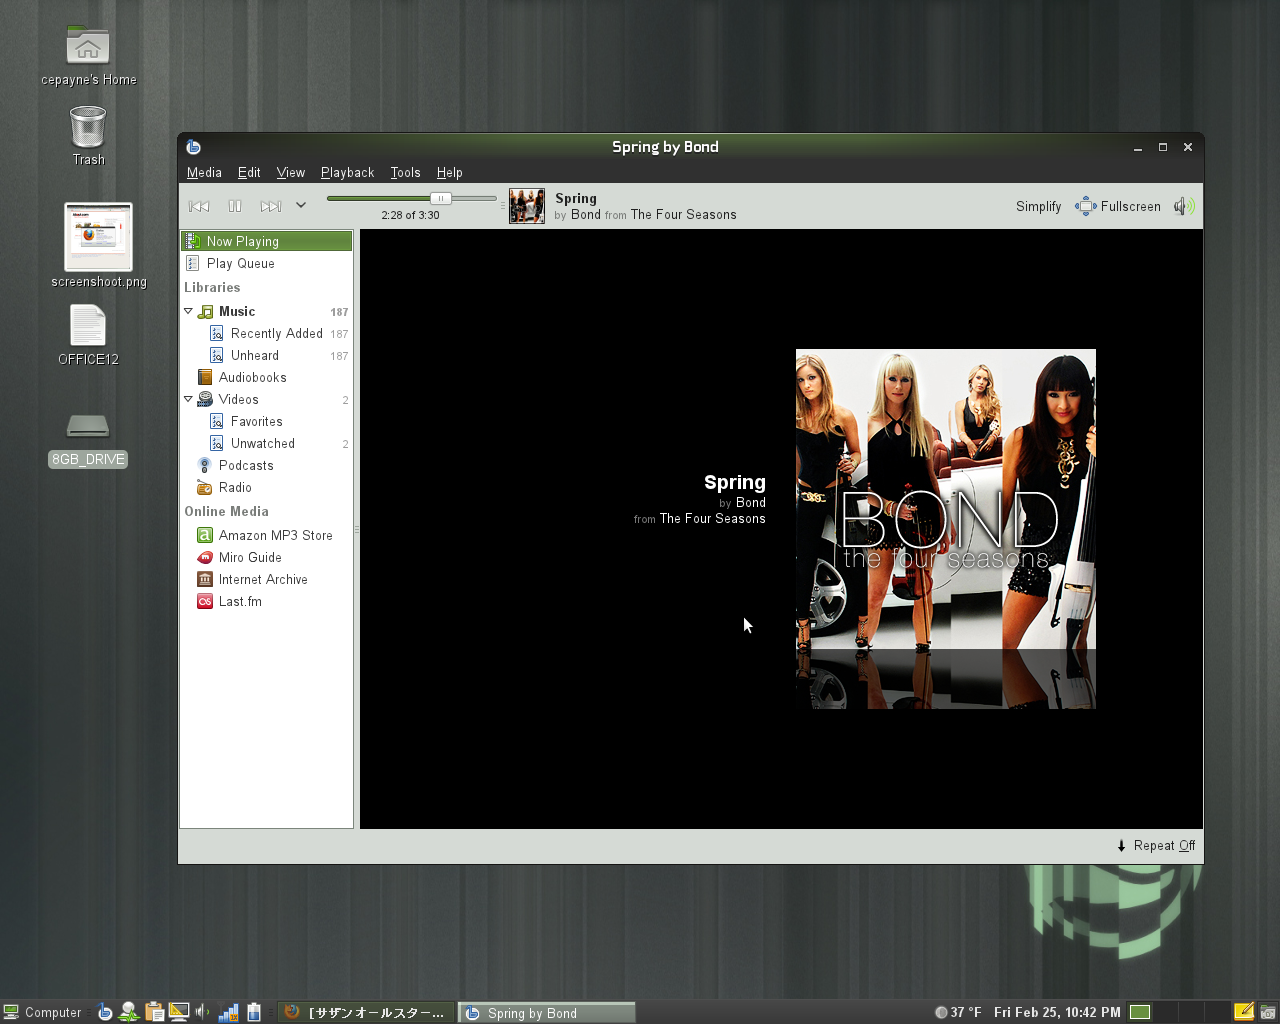 cepayne's Home
Trash
screenshoot.png
OFFICE12
8GB_DRIVE
Spring by Bond
Media Edit View Playback Tools Help
2:28 of 3:30
Spring
by Bond from The Four Seasons
Simplify Fullscreen
Now Playing
Play Queue
Libraries
Music 187
Recently Added 187
Unheard 187
Audiobooks
Videos 2
Favorites
Unwatched 2
Podcasts
Radio
Online Media
Amazon MP3 Store
Miro Guide
Internet Archive
Last.fm
Spring
by Bond
from The Four Seasons
BOND
the four seasons
Repeat Off
Computer
[サザンオールスター...
Spring by Bond
37 °F Fri Feb 25, 10:42 PM